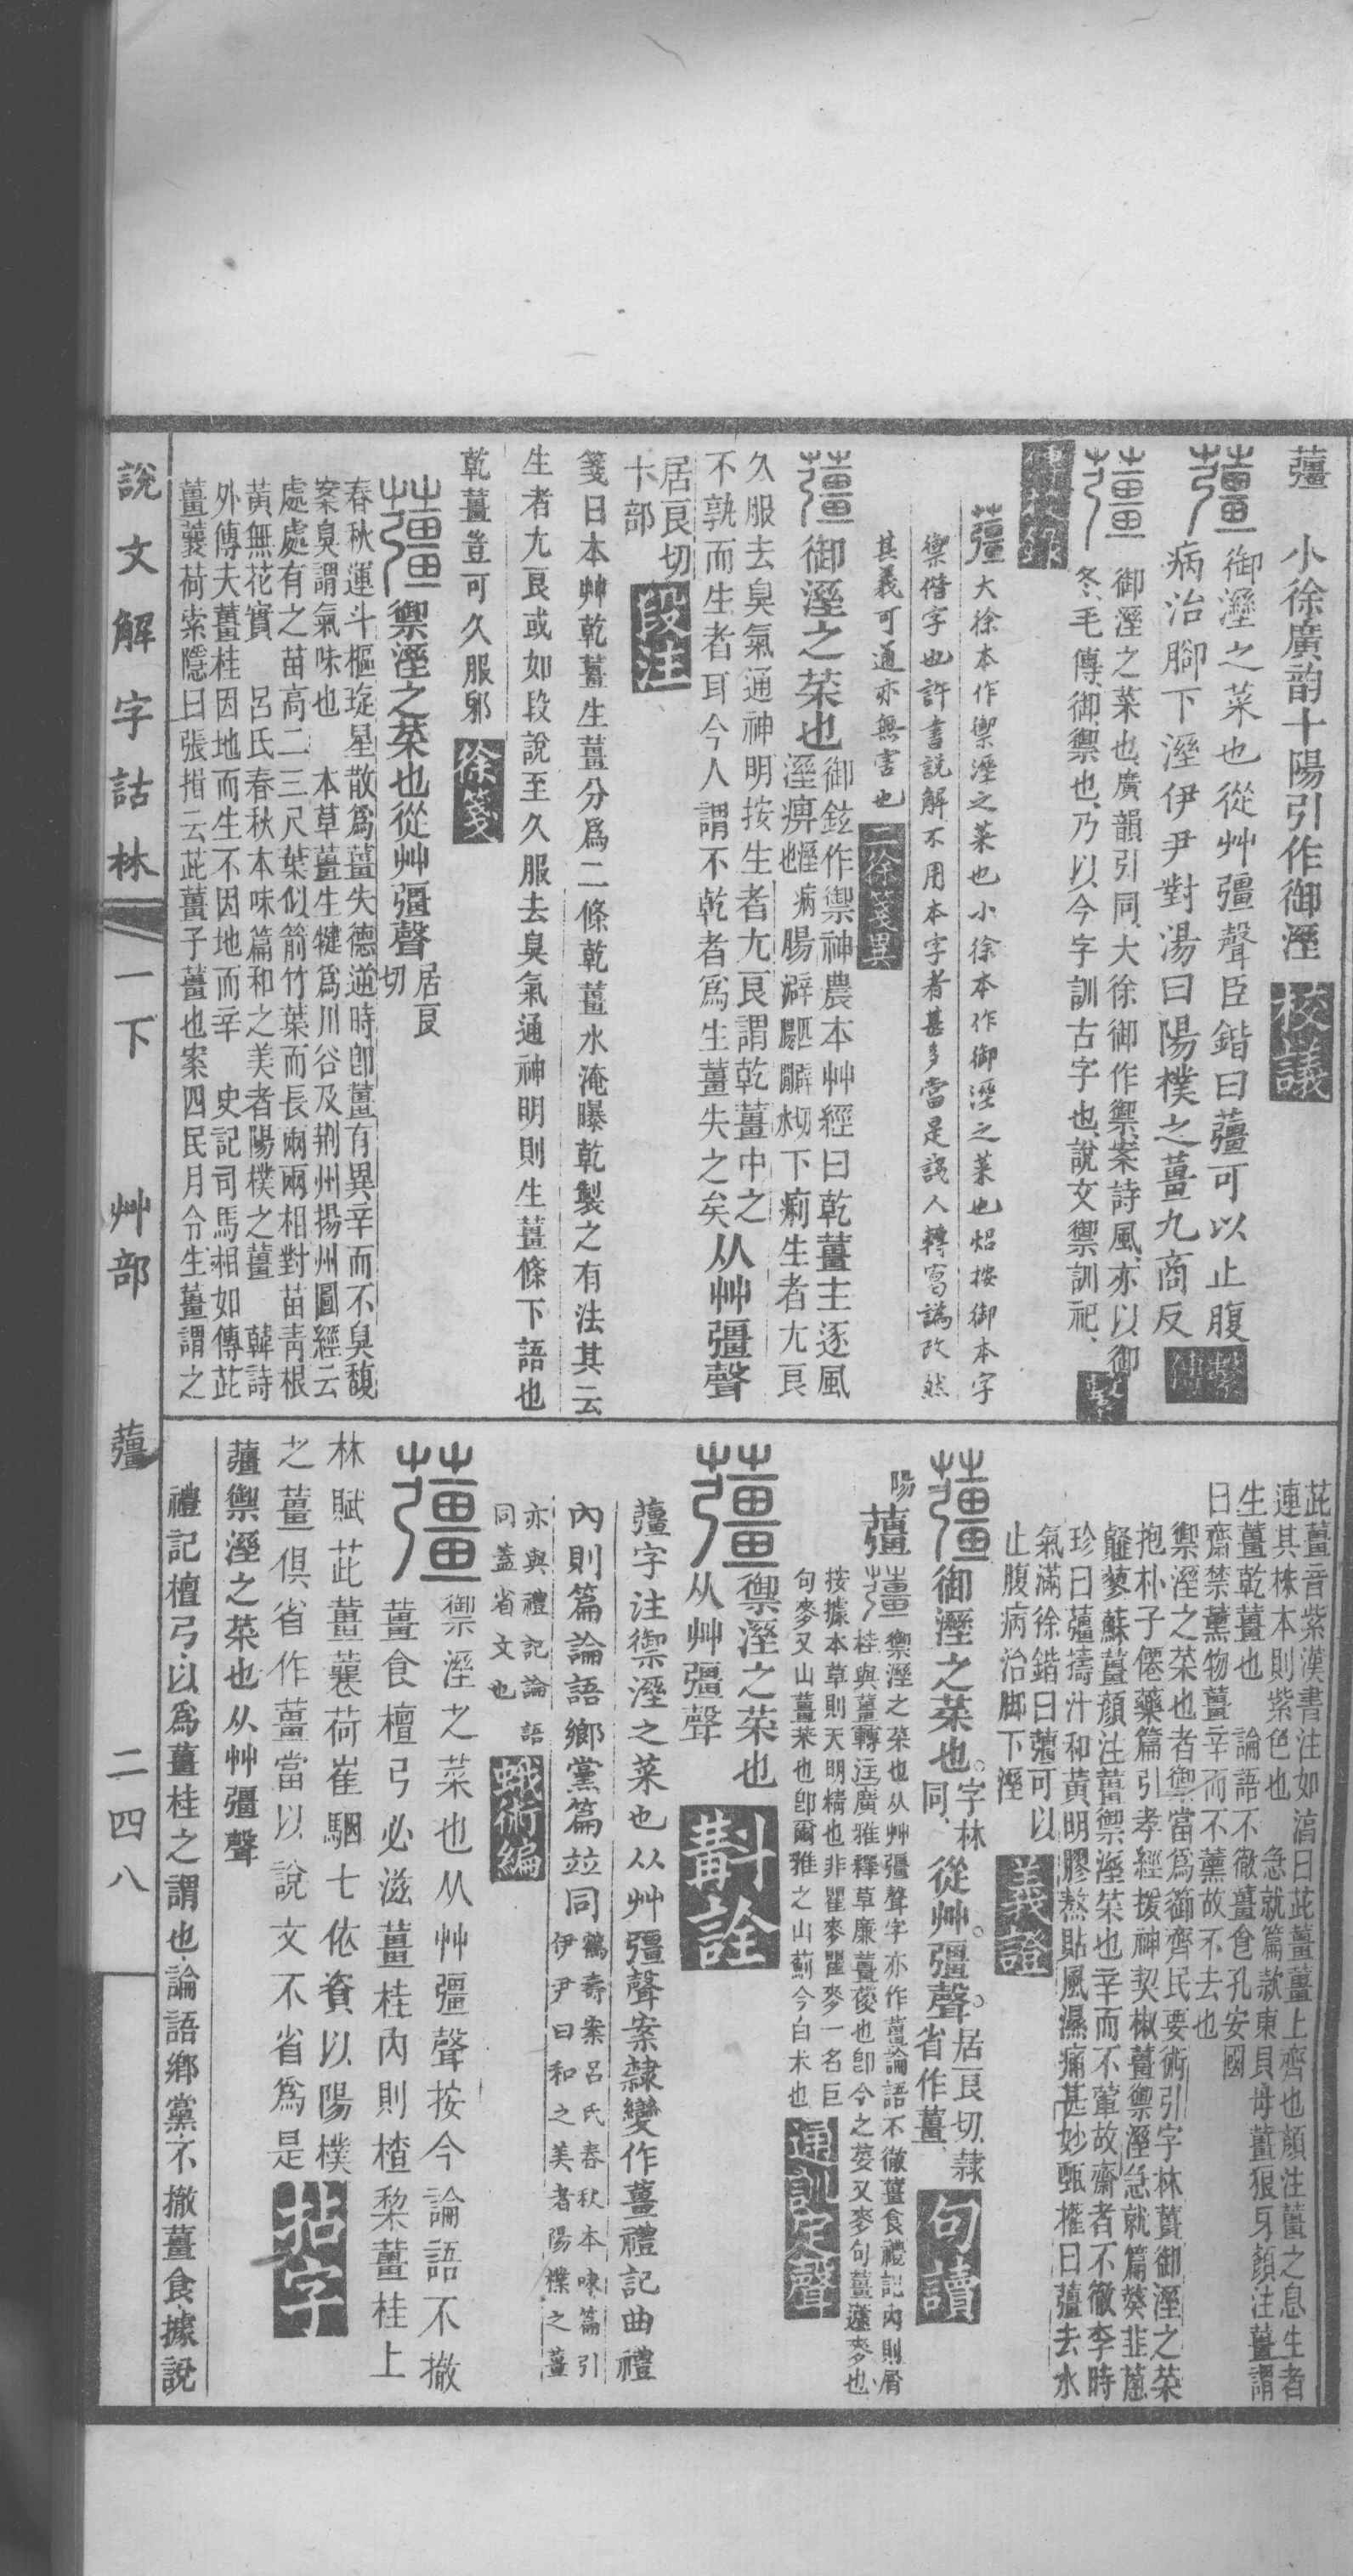 薑 小徐廣韵十陽引作御溼 校議
御溼之菜也從艸彊聲臣鍇曰薑可以止腹
病治腳下溼伊尹對湯曰陽樸之薑九商反 繫傳
御溼之菜也廣韻引同大徐御作禦案詩風亦以御
冬毛傳御禦也乃以今字訓古字也說文禦訓祀
大徐本作禦溼之菜也小徐本作御溼之菜也炤按御本字
禦借字也許書說解不用本字者甚多當是後人轉寫譌改然
其義可通亦無害也 二徐箋異
御溼之菜也 御鉉作禦神農本艸經曰乾薑主逐風
溼痹 也溼病 腸澼 下痢生者尤良
久服去臭氣通神明按生者尤良謂乾薑中之
不孰而生者耳今人謂不乾者爲生薑失之矣 从艸彊聲
居良切
十部 段注
箋曰本艸乾薑生薑分爲二條乾薑水淹曝乾製之有法其云
生者尤良或如段說至久服去臭氣通神明則生薑條下語也
乾薑豈可久服邪 徐箋
禦溼之菜也從艸彊聲 居良切
春秋運斗樞琁星散爲薑失德逆時卽薑有異辛而不臭馥
案臭謂氣味也 本草薑生犍爲川谷及荆州揚州圖經云
處處有之苗高二三尺葉似箭竹葉而長兩兩相對苗靑根
黃無花實 呂氏春秋本味篇和之美者陽樸之薑 韓詩
外傳夫薑桂因地而生不因地而辛 史記司馬相如傳茈
薑蘘荷索隱曰張揖云茈薑子薑也案四民月令生薑謂之
茈薑音紫漢書注如淳曰茈薑薑上齊也顔注薑之息生者
連其株本則紫色也 急就篇款東貝母薑狼牙顔注薑謂
生薑乾薑也 論語不徹薑食孔安國
曰齋禁薰物薑辛而不薰故不去也
禦溼之菜也者禦當爲御齊民要術引字林薑御溼之菜
抱朴子僊藥篇引孝經援神契椒薑禦溼急就篇葵韭蔥
䪥蓼蘇薑顔注薑禦溼菜也辛而不葷故齋者不徹李時
珍曰薑擣汁和黃明膠熬貼風濕痛甚妙甄權曰薑去水
氣滿徐鍇曰薑可以
止腹病治脚下溼 義證
御溼之菜也。 字林同、 從艸。彊聲。 居良切、隸省作薑、 句讀
陽 薑 禦溼之菜也从艸彊聲字亦作薑論語不徹薑食禮記內則屑
桂與薑轉注廣雅釋草廉薑葰也卽今之荽又麥句薑蘧麥也
按據本草則天明精也非瞿麥瞿麥一名巨
句麥又山薑菜也卽爾雅之山薊今白朮也 通訓定聲
禦溼之菜也
从艸彊聲 斠詮
薑字注禦溼之菜也从艸彊聲案隸變作薑禮記曲禮
內則篇論語鄉黨篇竝同 鶴壽案呂氏春秋本味篇引
伊尹曰和之美者陽樸之薑
亦與禮記論語
同蓋省文也 蛾術編
禦溼之菜也从艸彊聲按今論語不撤
薑食檀弓必滋薑桂內則楂棃薑桂上
林賦茈薑蘘荷崔駰七依資以陽樸
之薑俱省作薑當以說文不省爲是 拈字
薑禦溼之菜也从艸彊聲
禮記檀弓以爲薑桂之謂也論語鄉黨不撤薑食據說
說文解字詁林 一下 艸部 薑 二四八